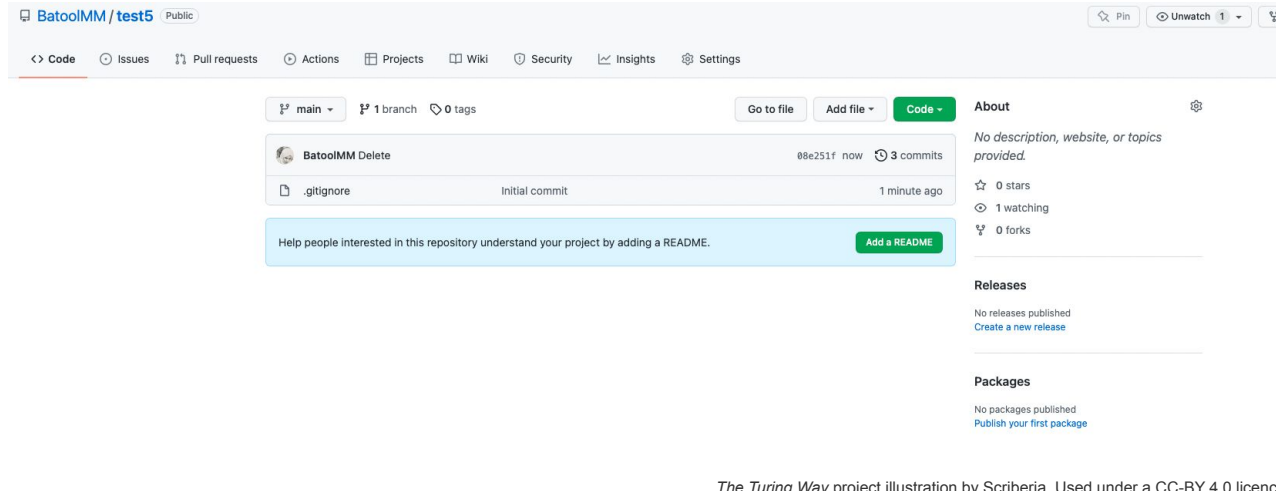 BatoolMM / test5 Public
Pin Unwatch 1
Code Issues Pull requests Actions Projects Wiki Security Insights Settings
main 1 branch 0 tags Go to file Add file Code
BatoolMM Delete 08e251f now 3 commits
.gitignore Initial commit 1 minute ago
Help people interested in this repository understand your project by adding a README. Add a README
About
No description, website, or topics
provided.
0 stars
1 watching
0 forks
Releases
No releases published
Create a new release
Packages
No packages published
Publish your first package
The Turing Way project illustration by Scriberia. Used under a CC-BY 4.0 licenc